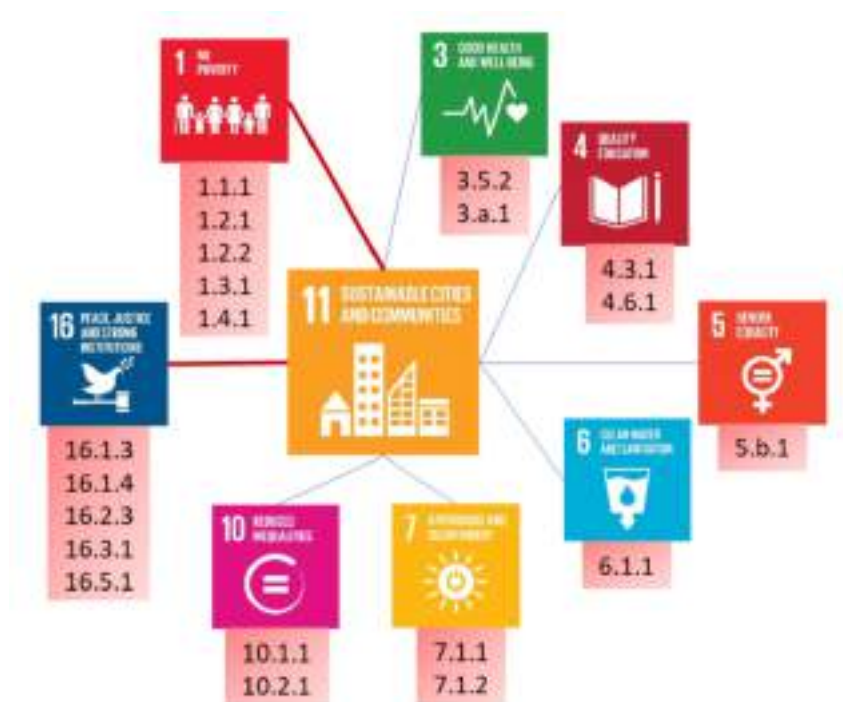 1 NO
POVERTY
1.1.1
1.2.1
1.2.2
1.3.1
1.4.1
3 GOOD HEALTH
AND WELL-BEING
3.5.2
3.a.1
4 QUALITY
EDUCATION
4.3.1
4.6.1
11 SUSTAINABLE CITIES
AND COMMUNITIES
16 PEACE, JUSTICE
AND STRONG
INSTITUTIONS
16.1.3
16.1.4
16.2.3
16.3.1
16.5.1
5 GENDER
EQUALITY
5.b.1
6 CLEAN WATER
AND SANITATION
6.1.1
10 REDUCED
INEQUALITIES
10.1.1
10.2.1
7 AFFORDABLE AND
CLEAN ENERGY
7.1.1
7.1.2